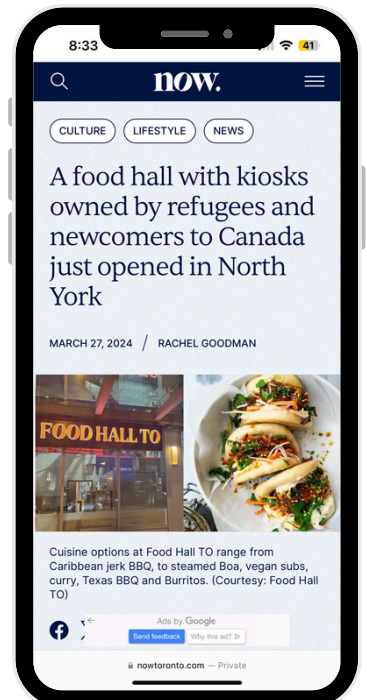 8:33
41
now.
CULTURE LIFESTYLE NEWS
A food hall with kiosks
owned by refugees and
newcomers to Canada
just opened in North
York
MARCH 27, 2024 / RACHEL GOODMAN
FOOD HALL TO
Cuisine options at Food Hall TO range from
Caribbean jerk BBQ, to steamed Boa, vegan subs,
curry, Texas BBQ and Burritos. (Courtesy: Food Hall
TO)
Ads by Google
Send feedback Why this ad?
nowtoronto.com — Private